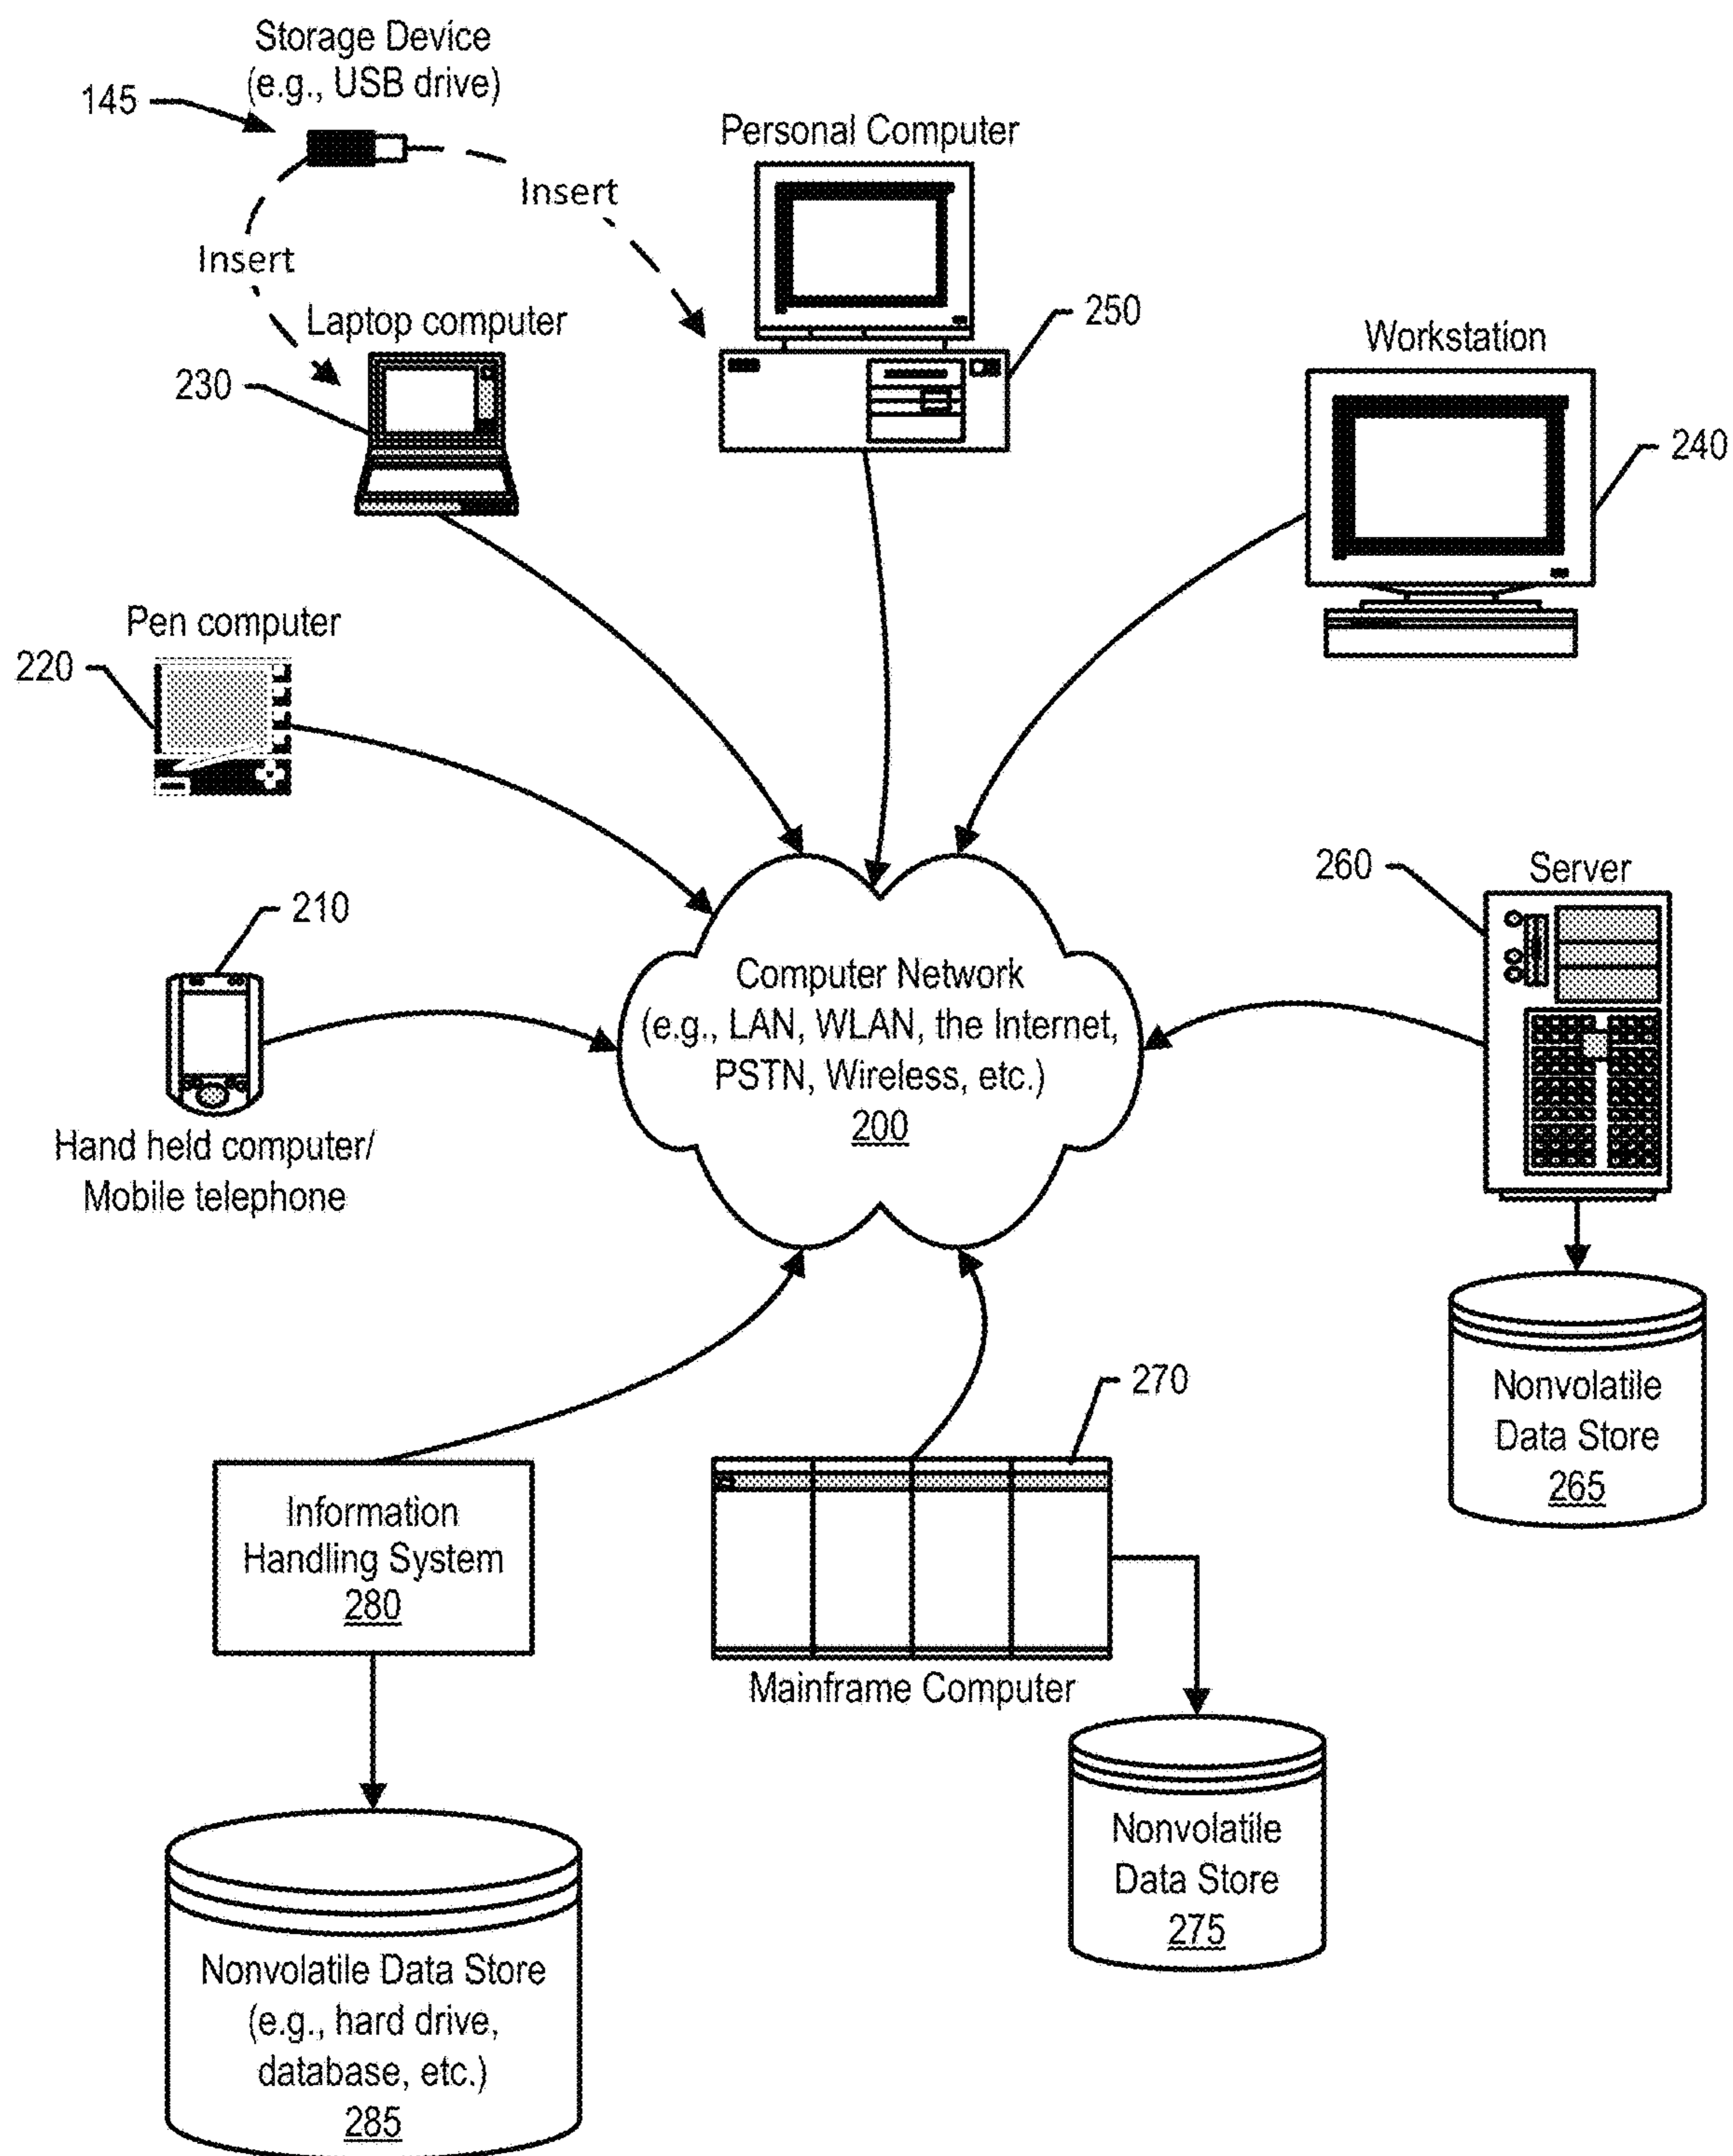 Storage Device
(e.g., USB drive)
145
Personal Computer
Insert
Insert
Laptop computer
250
Workstation
230
240
Pen computer
220
260
Server
210
Computer Network
(e.g., LAN, WLAN, the Internet,
PSTN, Wireless, etc.)
200
Hand held computer/
Mobile telephone
270
Nonvolatile
Data Store
265
Information
Handling System
280
Mainframe Computer
Nonvolatile
Data Store
275
Nonvolatile Data Store
(e.g., hard drive,
database, etc.)
285